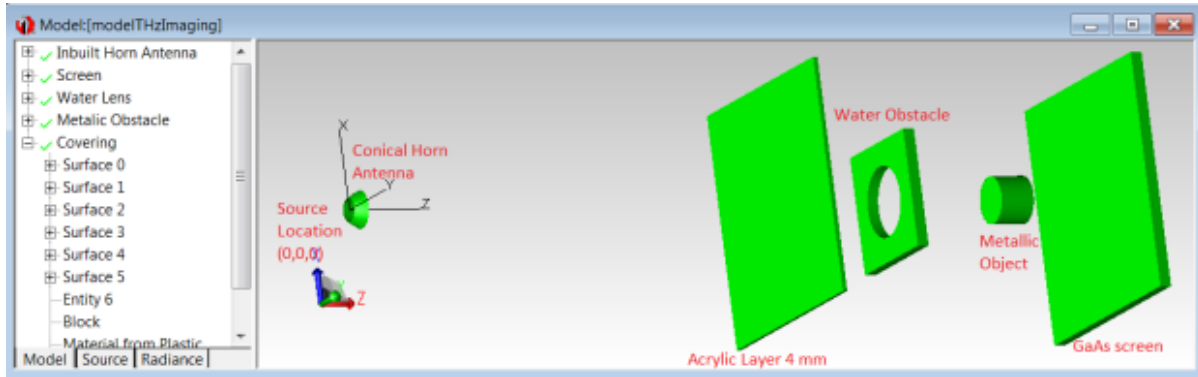 Model:[modelTHzImaging]
Inbuilt Horn Antenna
Screen
Water Lens
Metalic Obstacle
Covering
Surface 0
Surface 1
Surface 2
Surface 3
Surface 4
Surface 5
Entity 6
Block
Material from Plastic
Model Source Radiance
X
Conical Horn
Antenna
Y
Z
Source
Location
(0,0,0)
Z
Water Obstacle
Metallic
Object
Acrylic Layer 4 mm
GaAs screen